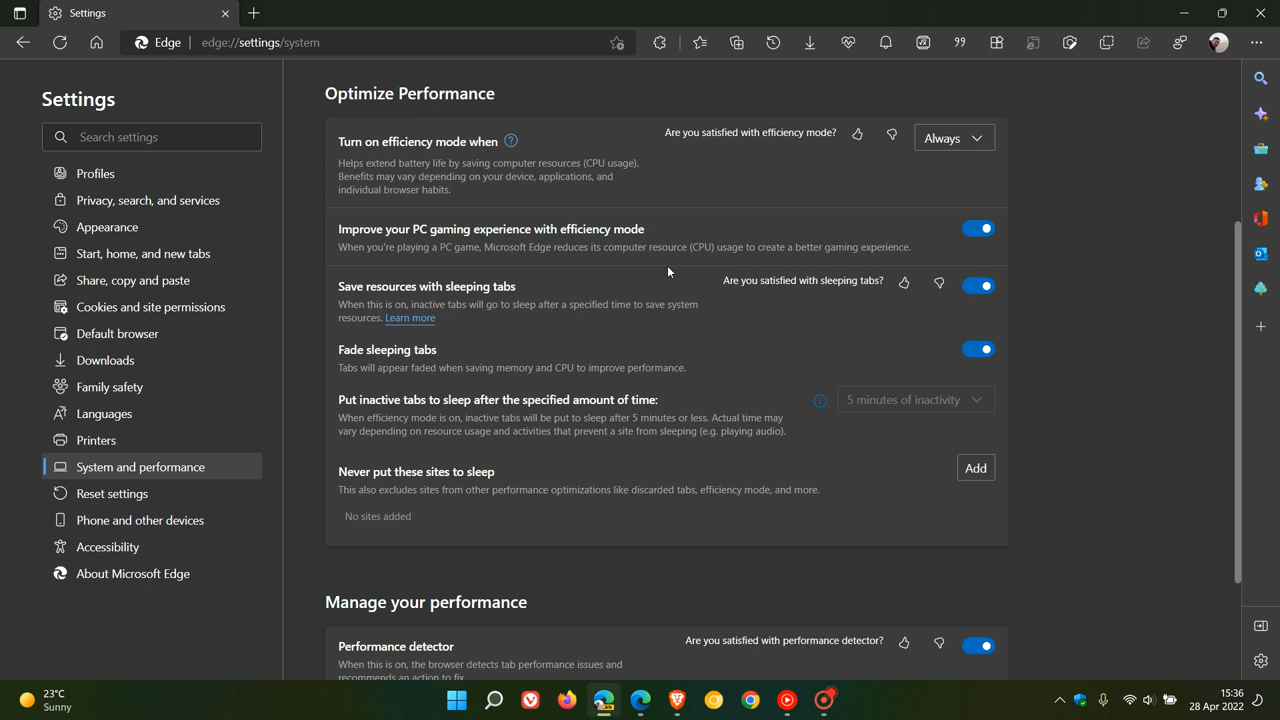 Settings
Edge
edge://settings/system
Settings
Search settings
Profiles
Privacy, search, and services
Appearance
Start, home, and new tabs
Share, copy and paste
Cookies and site permissions
Default browser
Downloads
Family safety
Languages
Printers
System and performance
Reset settings
Phone and other devices
Accessibility
About Microsoft Edge
Optimize Performance
Turn on efficiency mode when
Are you satisfied with efficiency mode?
Always
Helps extend battery life by saving computer resources (CPU usage).
Benefits may vary depending on your device, applications, and
individual browser habits.
Improve your PC gaming experience with efficiency mode
When you're playing a PC game, Microsoft Edge reduces its computer resource (CPU) usage to create a better gaming experience.
Save resources with sleeping tabs
Are you satisfied with sleeping tabs?
When this is on, inactive tabs will go to sleep after a specified time to save system
resources. Learn more
Fade sleeping tabs
Tabs will appear faded when saving memory and CPU to improve performance.
Put inactive tabs to sleep after the specified amount of time:
5 minutes of inactivity
When efficiency mode is on, inactive tabs will be put to sleep after 5 minutes or less. Actual time may
vary depending on resource usage and activities that prevent a site from sleeping (e.g. playing audio).
Never put these sites to sleep
Add
This also excludes sites from other performance optimizations like discarded tabs, efficiency mode, and more.
No sites added
Manage your performance
Performance detector
Are you satisfied with performance detector?
When this is on, the browser detects tab performance issues and
recommends an action to fix.
23°C
Sunny
CAN
15:36
28 Apr 2022